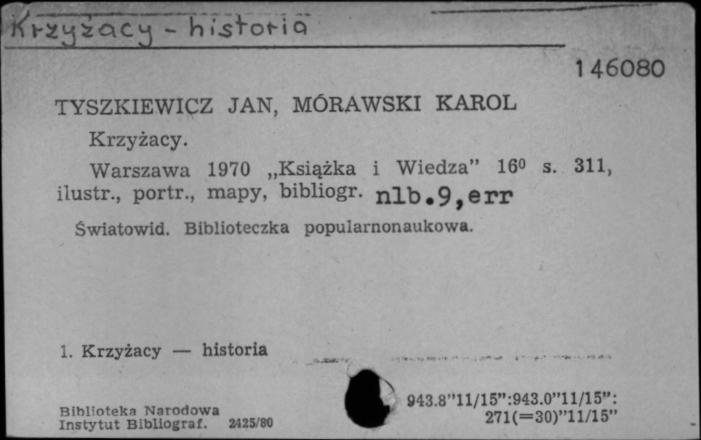 Krzyżacy - historia
146080
TYSZKIEWICZ JAN, MÓRAWSKI KAROL
Krzyżacy.
Warszawa 1970 „Książka i Wiedza” 16⁰ s. 311,
ilustr., portr., mapy, bibliogr. nlb.9,err
Światowid. Biblioteczka popularnonaukowa.
1. Krzyżacy — historia
943.8”11/15”:943.0”11/15”:
271(=30)”11/15”
Biblioteka Narodowa
Instytut Bibliograf. 2425/80